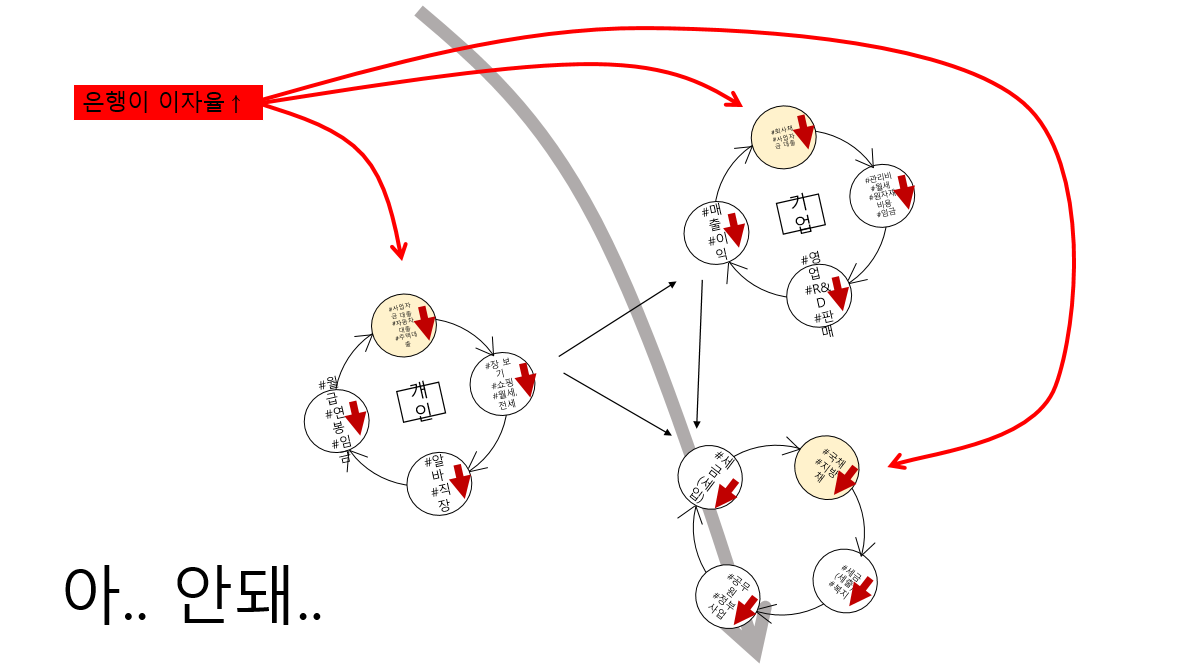 은행이 이자율↑
#회사채
#사업자
금 대출
#관리비
#월세
#원자재
비용
#임금
기
업
#매
출
#이
익
#영
업
#R&
D
#판
매
#사업자
금 대출
#자동차
대출
#주택대
출
#장 보
기
#쇼핑
#월세,
전세
개
인
#월
급
#연
봉
#임
금
#알
바
#직
장
#세
금
(세
입)
#국채
#지방
채
#세금
(세출)
#복지
#공무
원
#정부
사업
아.. 안돼..